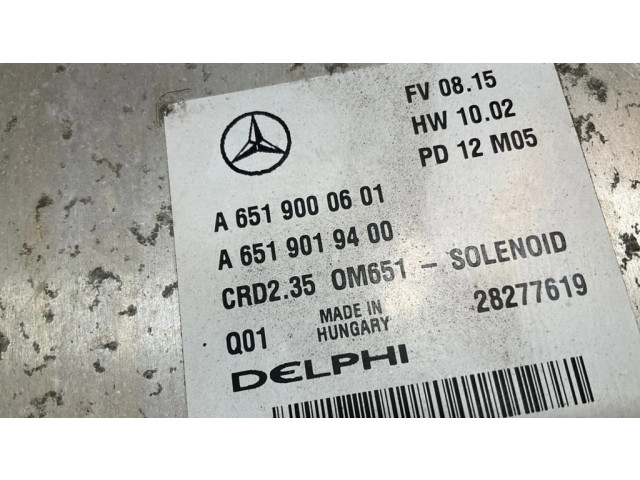 FV 08.15
HW 10.02
PD 12 M05
A 651 900 06 01
A 651 901 94 00
CRD2.35 OM651 - SOLENOID
Q01 MADE IN HUNGARY 28277619
DELPHI